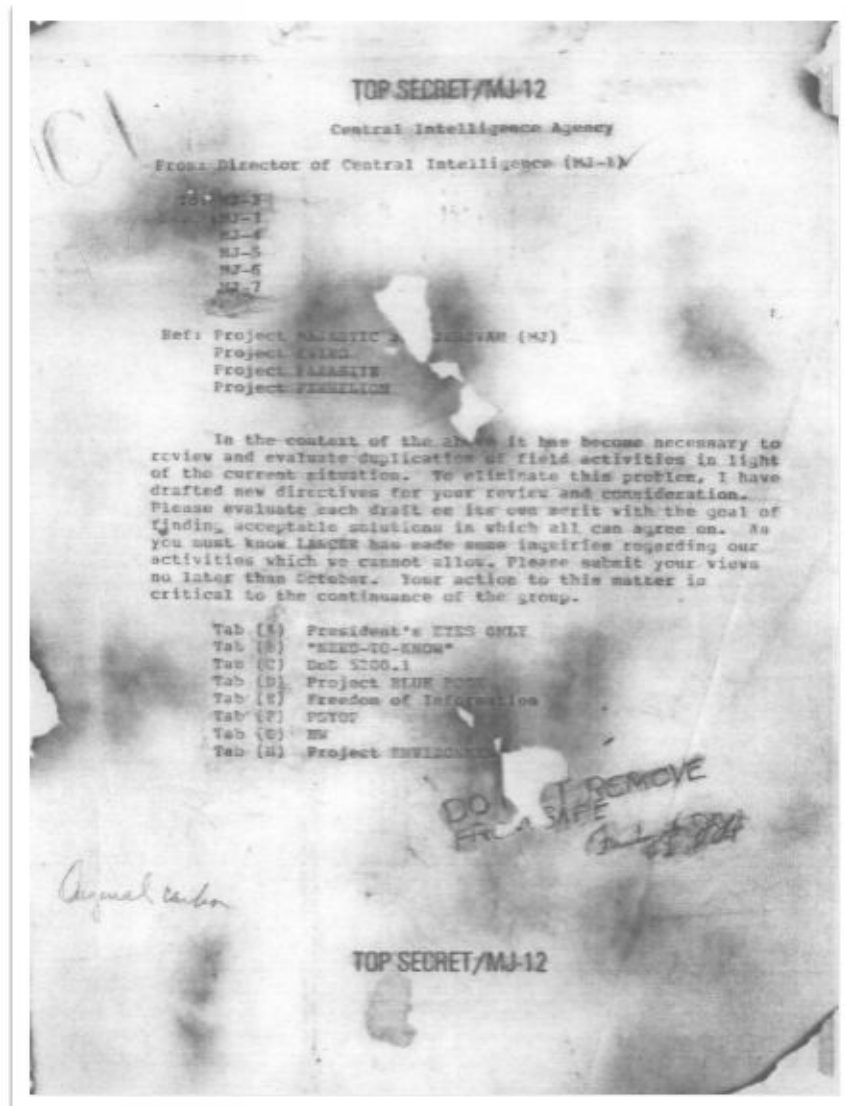 TOP SECRET/MJ-12
Central Intelligence Agency
From: Director of Central Intelligence (MJ-1)
To: MJ-2
MJ-3
MJ-4
MJ-5
MJ-6
MJ-7
Ref: Project MAJESTIC (MJ)
Project
Project PARASITE
Project PARHELION
In the context of the above it has become necessary to
review and evaluate duplication of field activities in light
of the current situation. To eliminate this problem, I have
drafted new directives for your review and consideration.
Please evaluate each draft on its own merit with the goal of
finding acceptable solutions in which all can agree on. As
you must know LANCER has made some inquiries regarding our
activities which we cannot allow. Please submit your views
no later than October. Your action to this matter is
critical to the continuance of the group.
Tab (A) President's EYES ONLY
Tab (B) "NEED-TO-KNOW"
Tab (C) DoD 5200.1
Tab (D) Project BLUE
Tab (E) Freedom of Information
Tab (F) PSYOP
Tab (G) BW
Tab (H) Project
DO REMOVE
SAFE
Original carbon
TOP SECRET/MJ-12